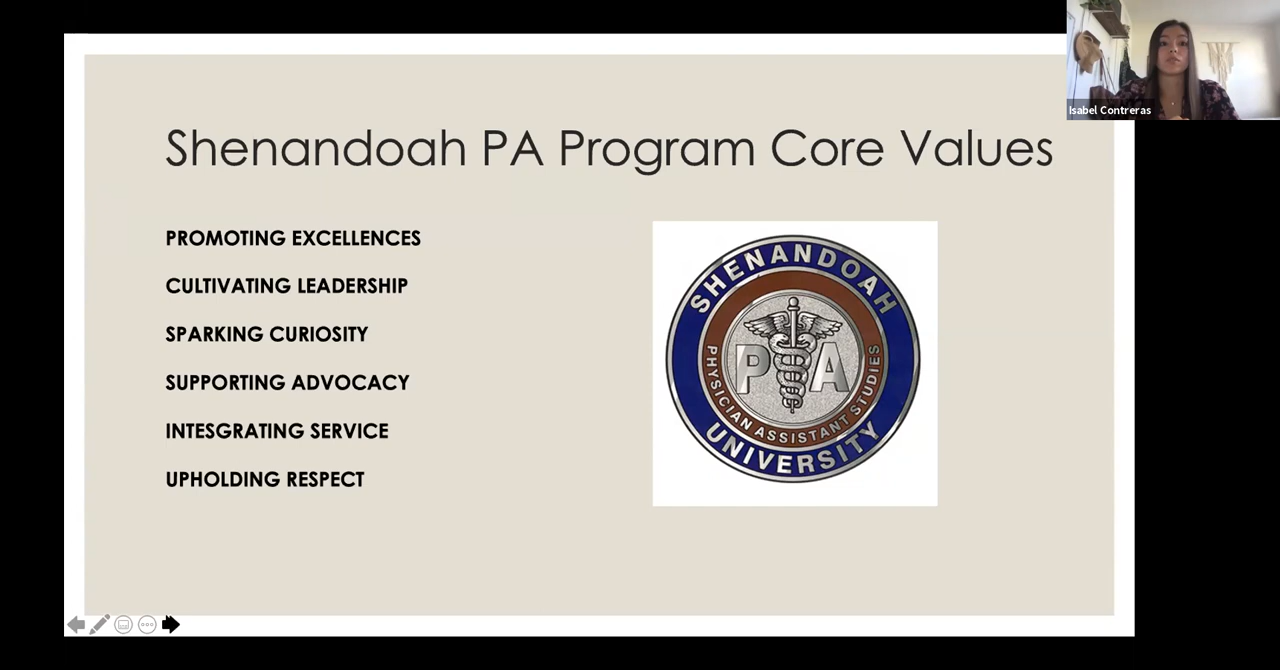 Isabel Contreras
Shenandoah PA Program Core Values
PROMOTING EXCELLENCES
CULTIVATING LEADERSHIP
SPARKING CURIOSITY
SUPPORTING ADVOCACY
INTESGRATING SERVICE
UPHOLDING RESPECT
SHENANDOAH
PA
PHYSICIAN ASSISTANT STUDIES
UNIVERSITY